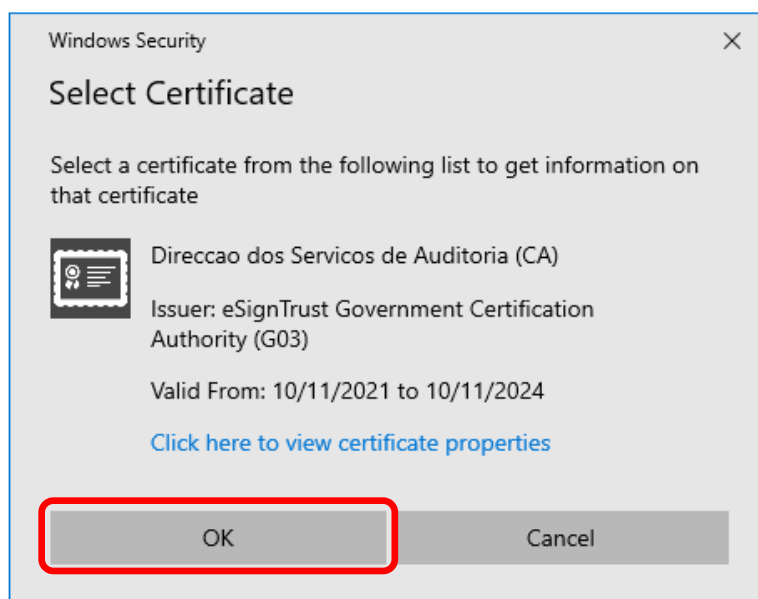 Windows Security
Select Certificate
Select a certificate from the following list to get information on
that certificate
Direccao dos Servicos de Auditoria (CA)
Issuer: eSignTrust Government Certification
Authority (G03)
Valid From: 10/11/2021 to 10/11/2024
Click here to view certificate properties
OK
Cancel